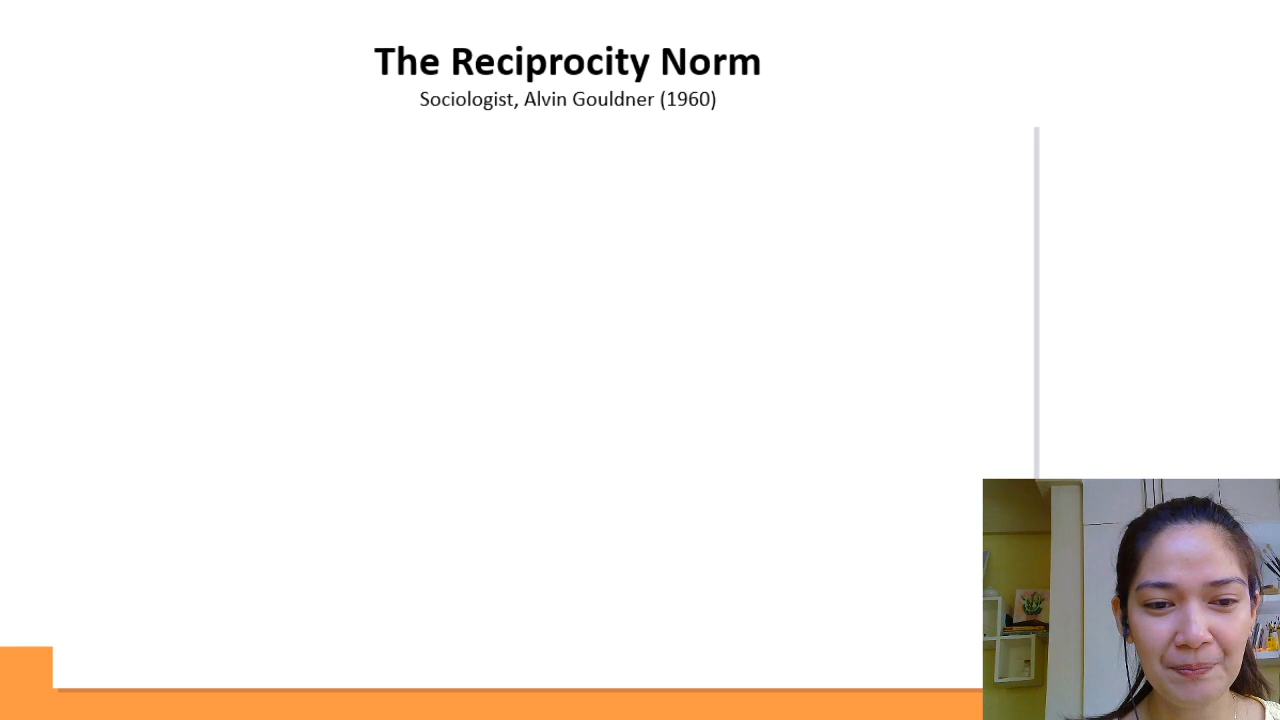 The Reciprocity Norm
Sociologist, Alvin Gouldner (1960)